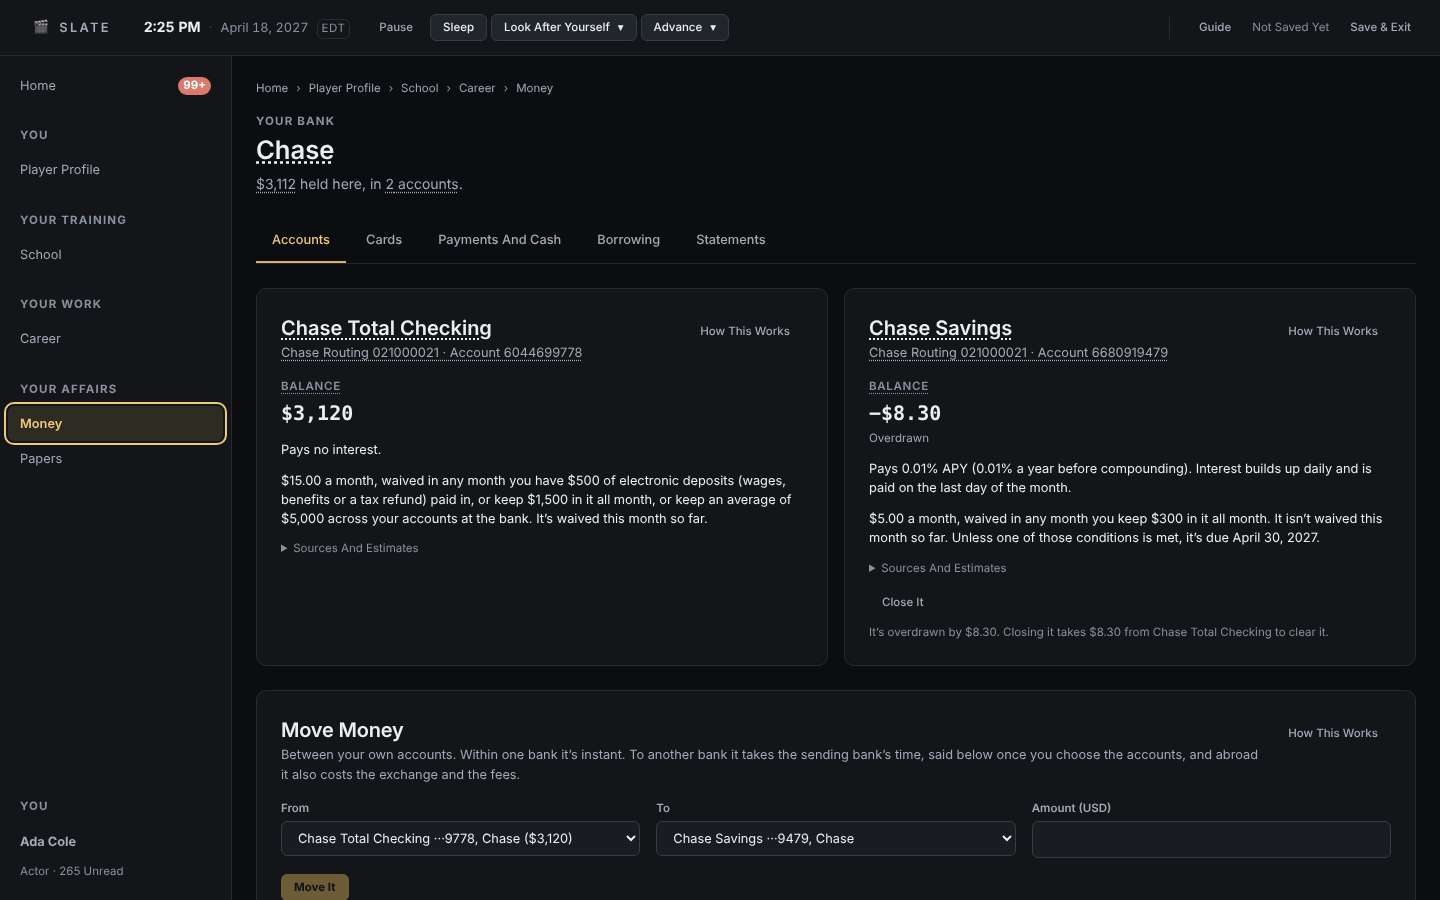 SLATE
2:25 PM · April 18, 2027 EDT
Pause
Sleep
Look After Yourself ▾
Advance ▾
Guide
Not Saved Yet
Save & Exit
Home
99+
YOU
Player Profile
YOUR TRAINING
School
YOUR WORK
Career
YOUR AFFAIRS
Money
Papers
YOU
Ada Cole
Actor · 265 Unread
Home › Player Profile › School › Career › Money
YOUR BANK
Chase
$3,112 held here, in 2 accounts.
Accounts
Cards
Payments And Cash
Borrowing
Statements
Chase Total Checking
How This Works
Chase Routing 021000021 · Account 6044699778
BALANCE
$3,120
Pays no interest.
$15.00 a month, waived in any month you have $500 of electronic deposits (wages,
benefits or a tax refund) paid in, or keep $1,500 in it all month, or keep an average of
$5,000 across your accounts at the bank. It’s waived this month so far.
▶ Sources And Estimates
Chase Savings
How This Works
Chase Routing 021000021 · Account 6680919479
BALANCE
−$8.30
Overdrawn
Pays 0.01% APY (0.01% a year before compounding). Interest builds up daily and is
paid on the last day of the month.
$5.00 a month, waived in any month you keep $300 in it all month. It isn’t waived this
month so far. Unless one of those conditions is met, it’s due April 30, 2027.
▶ Sources And Estimates
Close It
It’s overdrawn by $8.30. Closing it takes $8.30 from Chase Total Checking to clear it.
Move Money
How This Works
Between your own accounts. Within one bank it’s instant. To another bank it takes the sending bank’s time, said below once you choose the accounts, and abroad
it also costs the exchange and the fees.
From
To
Amount (USD)
Chase Total Checking ···9778, Chase ($3,120)
Chase Savings ···9479, Chase
Move It